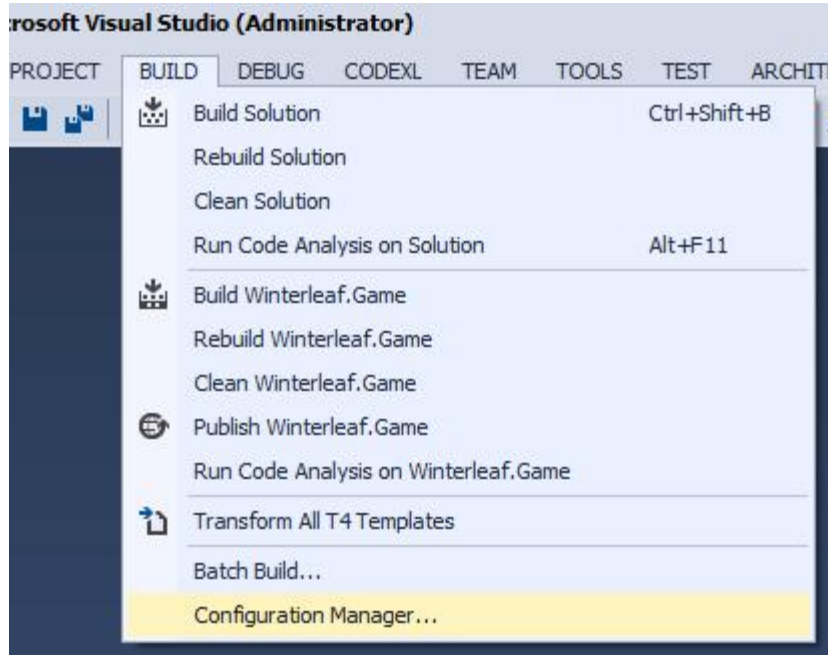 rosoft Visual Studio (Administrator)
PROJECT BUILD DEBUG CODEXL TEAM TOOLS TEST ARCHIT
Build Solution Ctrl+Shift+B
Rebuild Solution
Clean Solution
Run Code Analysis on Solution Alt+F11
Build Winterleaf.Game
Rebuild Winterleaf.Game
Clean Winterleaf.Game
Publish Winterleaf.Game
Run Code Analysis on Winterleaf.Game
Transform All T4 Templates
Batch Build...
Configuration Manager...